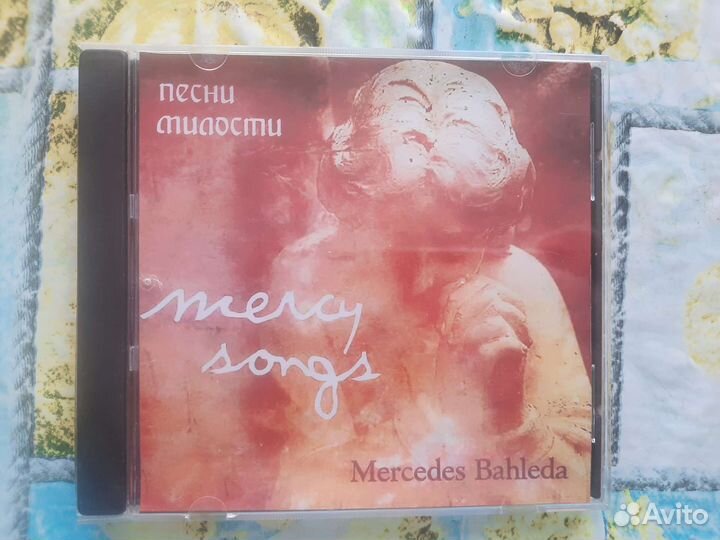 песни
милости
mercy
songs
Mercedes Bahleda
Avito